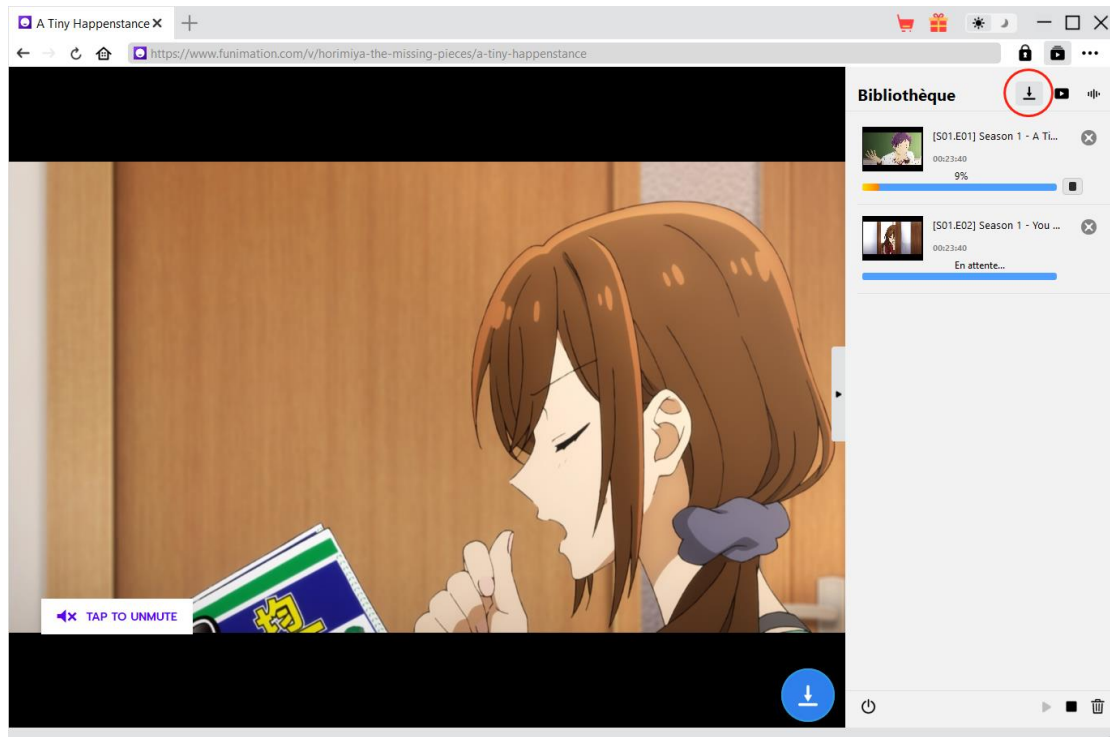 A Tiny Happenstance
https://www.funimation.com/v/horimiya-the-missing-pieces/a-tiny-happenstance
Bibliothèque
[S01.E01] Season 1 - A Ti...
00:23:40
9%
[S01.E02] Season 1 - You ...
00:23:40
En attente...
TAP TO UNMUTE
均